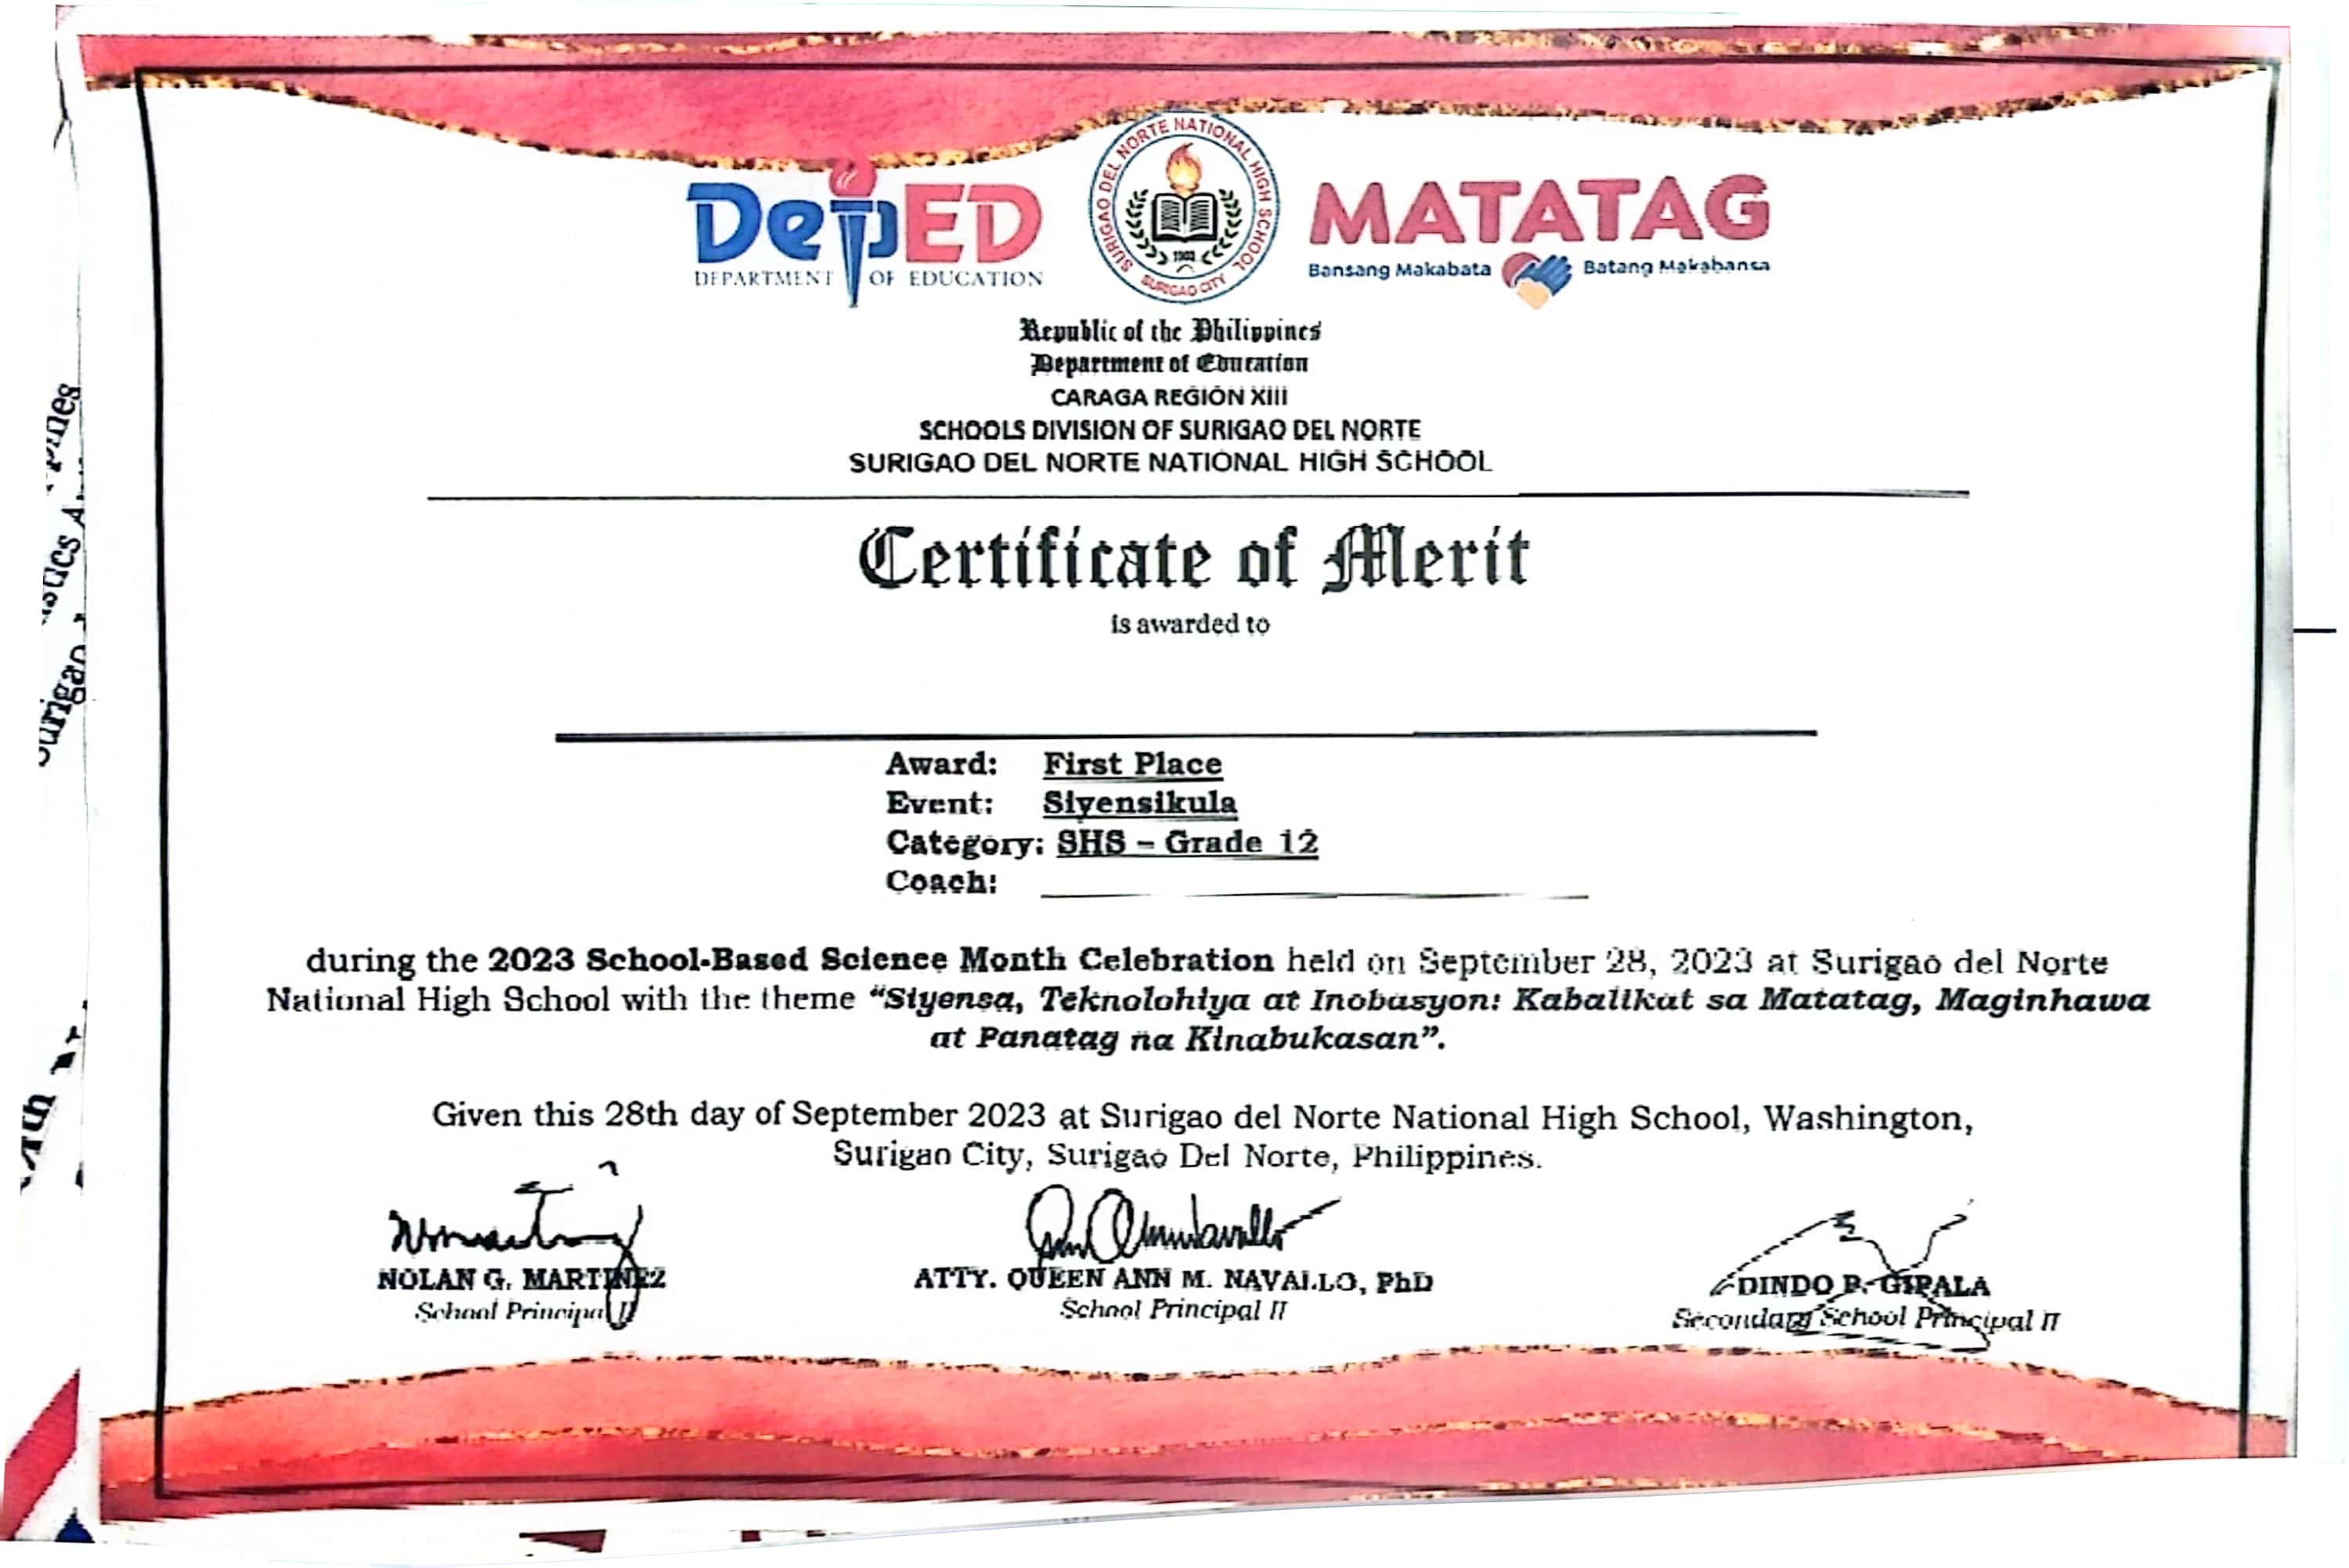 DepED
DEPARTMENT OF EDUCATION
SURIGAO DEL NORTE NATIONAL HIGH SCHOOL
1903
SURIGAO CITY
MATATAG
Bansang Makabata Batang Makabansa
Republic of the Philippines
Department of Education
CARAGA REGION XIII
SCHOOLS DIVISION OF SURIGAO DEL NORTE
SURIGAO DEL NORTE NATIONAL HIGH SCHOOL
Certificate of Merit
is awarded to
Award: First Place
Event: Siyensikula
Category: SHS – Grade 12
Coach:
during the 2023 School-Based Science Month Celebration held on September 28, 2023 at Surigao del Norte
National High School with the theme “Siyensa, Teknolohiya at Inobasyon: Kabalikat sa Matatag, Maginhawa
at Panatag na Kinabukasan”.
Given this 28th day of September 2023 at Surigao del Norte National High School, Washington,
Surigao City, Surigao Del Norte, Philippines.
NOLAN G. MARTINEZ
School Principal II
ATTY. QUEEN ANN M. NAVALLO, PhD
School Principal II
DINDO P. GIPALA
Secondary School Principal II